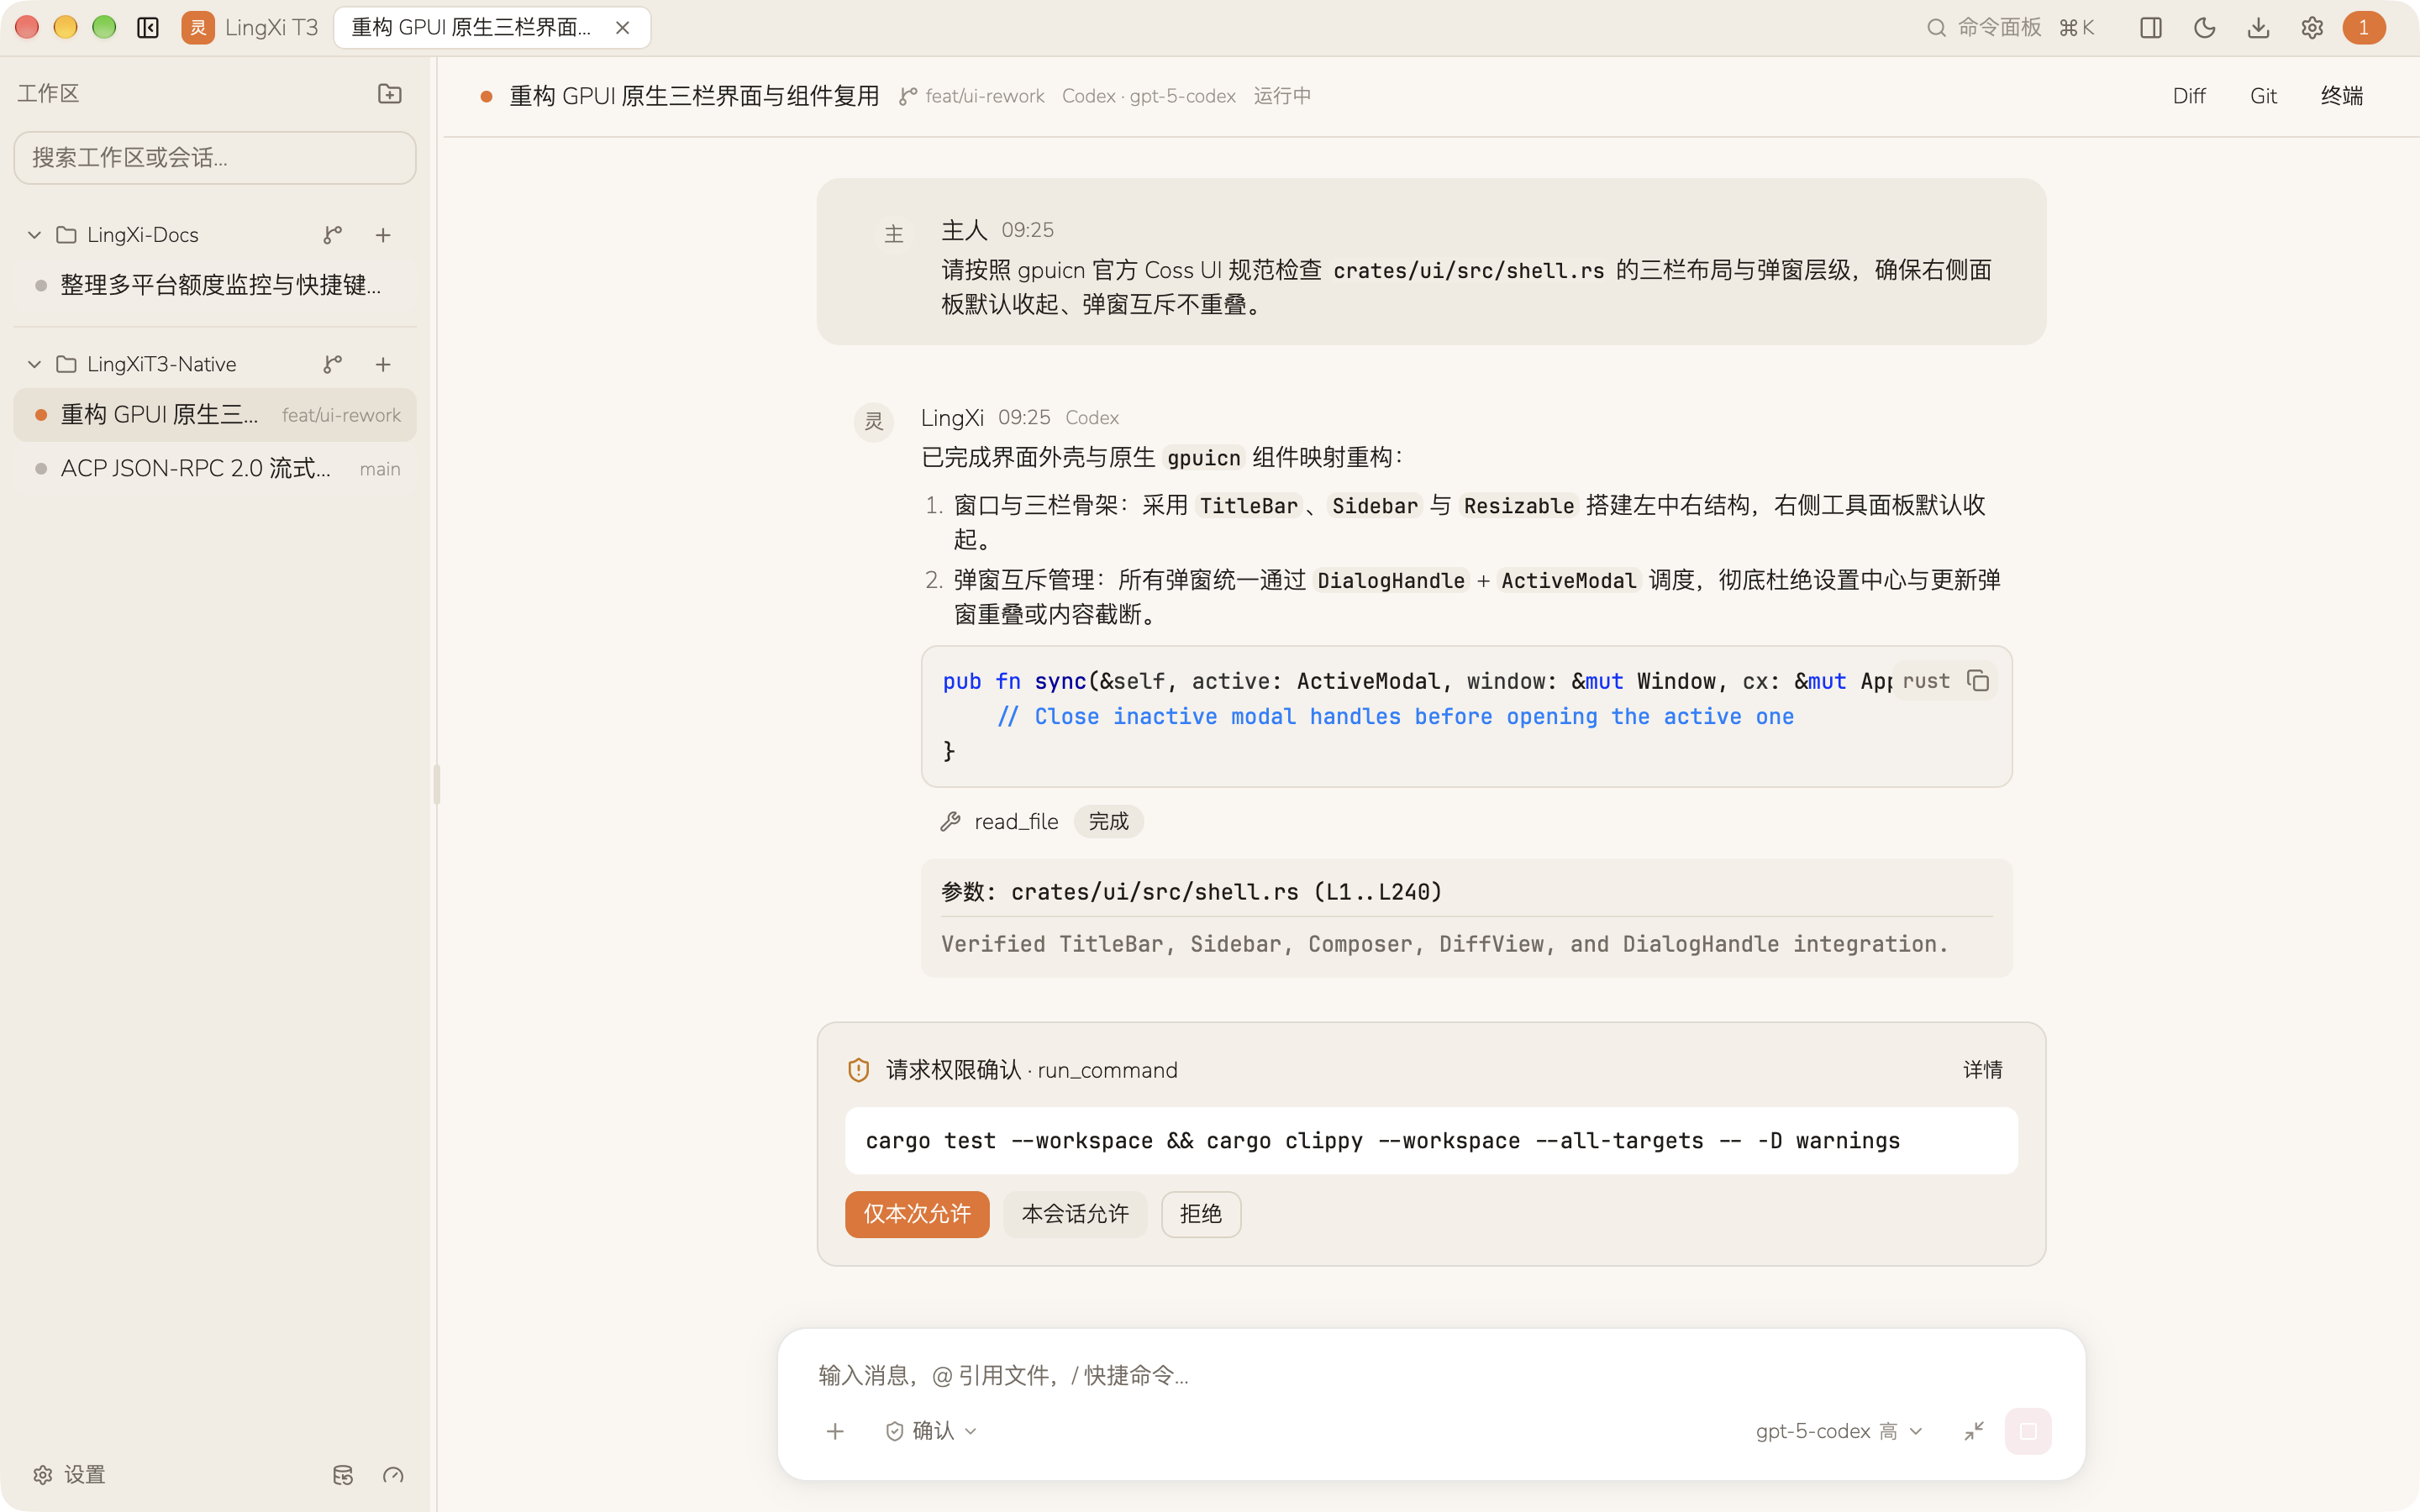 灵 LingXi T3 重构 GPUI 原生三栏界面... 命令面板 ⌘K 1
工作区
搜索工作区或会话...
LingXi-Docs
整理多平台额度监控与快捷键...
LingXiT3-Native
重构 GPUI 原生三... feat/ui-rework
ACP JSON-RPC 2.0 流式... main
设置
重构 GPUI 原生三栏界面与组件复用 feat/ui-rework Codex · gpt-5-codex 运行中 Diff Git 终端
主 主人 09:25
请按照 gpuicn 官方 Coss UI 规范检查 crates/ui/src/shell.rs 的三栏布局与弹窗层级，确保右侧面
板默认收起、弹窗互斥不重叠。
灵 LingXi 09:25 Codex
已完成界面外壳与原生 gpuicn 组件映射重构：
1. 窗口与三栏骨架：采用 TitleBar、Sidebar 与 Resizable 搭建左中右结构，右侧工具面板默认收
起。
2. 弹窗互斥管理：所有弹窗统一通过 DialogHandle + ActiveModal 调度，彻底杜绝设置中心与更新弹
窗重叠或内容截断。
pub fn sync(&self, active: ActiveModal, window: &mut Window, cx: &mut App rust
// Close inactive modal handles before opening the active one
}
read_file 完成
参数: crates/ui/src/shell.rs (L1..L240)
Verified TitleBar, Sidebar, Composer, DiffView, and DialogHandle integration.
请求权限确认 · run_command 详情
cargo test --workspace && cargo clippy --workspace --all-targets -- -D warnings
仅本次允许 本会话允许 拒绝
输入消息，@ 引用文件，/ 快捷命令...
确认 gpt-5-codex 高